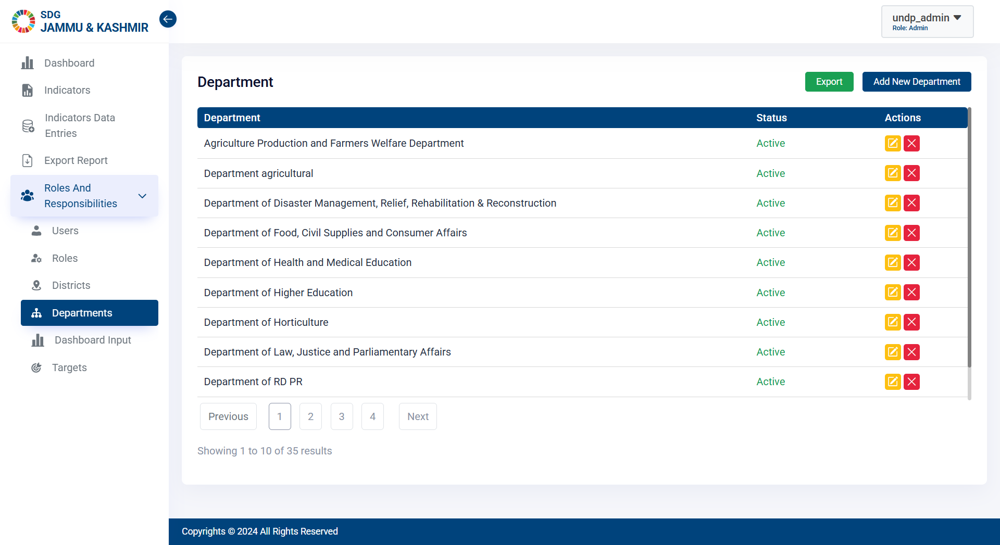 SDG
JAMMU & KASHMIR
undp_admin
Role: Admin
Dashboard
Indicators
Indicators Data
Entries
Export Report
Roles And
Responsibilities
Users
Roles
Districts
Departments
Dashboard Input
Targets
Department
Export
Add New Department
Department Status Actions
Agriculture Production and Farmers Welfare Department Active
Department agricultural Active
Department of Disaster Management, Relief, Rehabilitation & Reconstruction Active
Department of Food, Civil Supplies and Consumer Affairs Active
Department of Health and Medical Education Active
Department of Higher Education Active
Department of Horticulture Active
Department of Law, Justice and Parliamentary Affairs Active
Department of RD PR Active
Previous 1 2 3 4 Next
Showing 1 to 10 of 35 results
Copyrights © 2024 All Rights Reserved